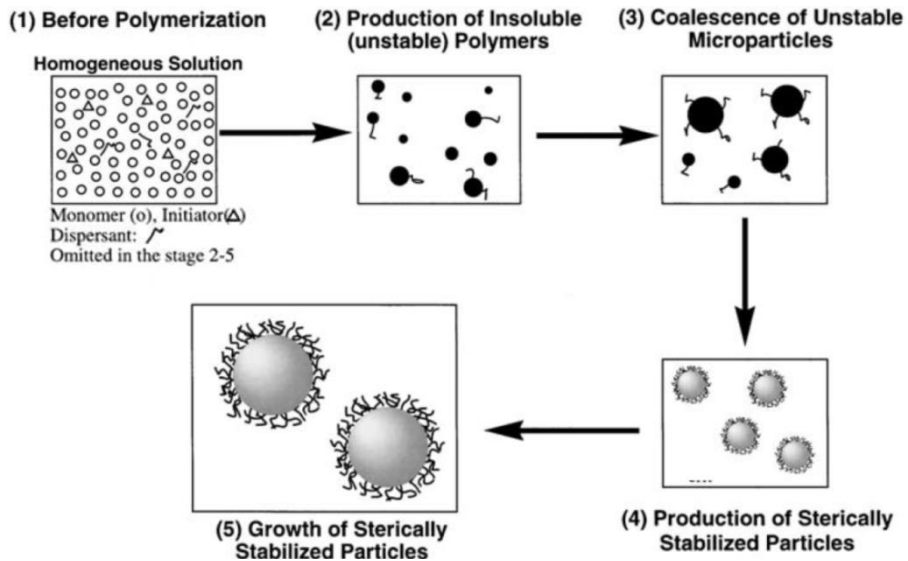 (1) Before Polymerization
Homogeneous Solution
Monomer (o), Initiator(△)
Dispersant:
Omitted in the stage 2-5
(2) Production of Insoluble
(unstable) Polymers
(3) Coalescence of Unstable
Microparticles
(4) Production of Sterically
Stabilized Particles
(5) Growth of Sterically
Stabilized Particles